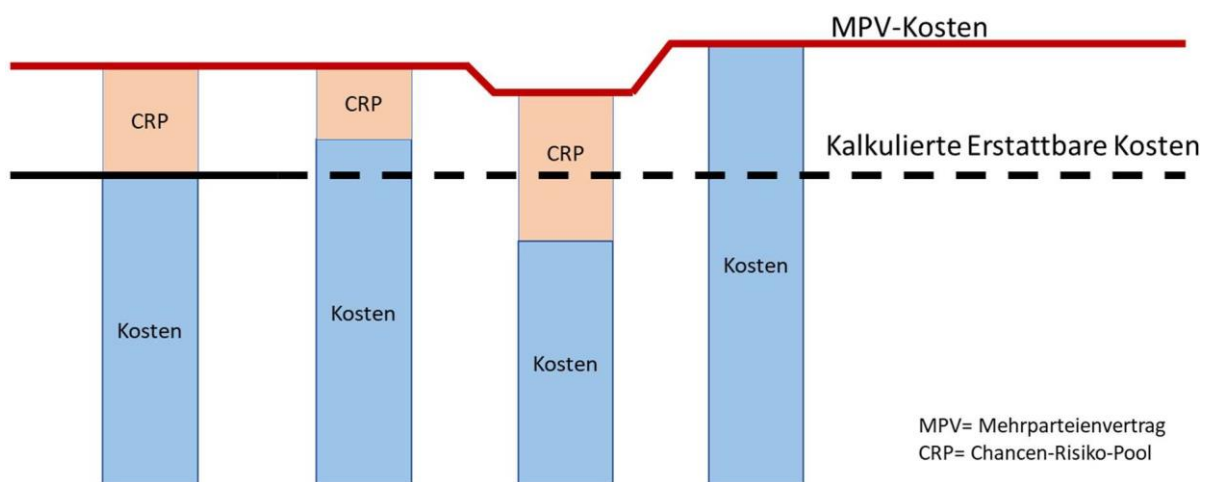 MPV-Kosten
CRP
CRP
CRP
Kalkulierte Erstattbare Kosten
Kosten
Kosten
Kosten
Kosten
MPV= Mehrparteienvertrag
CRP= Chancen-Risiko-Pool